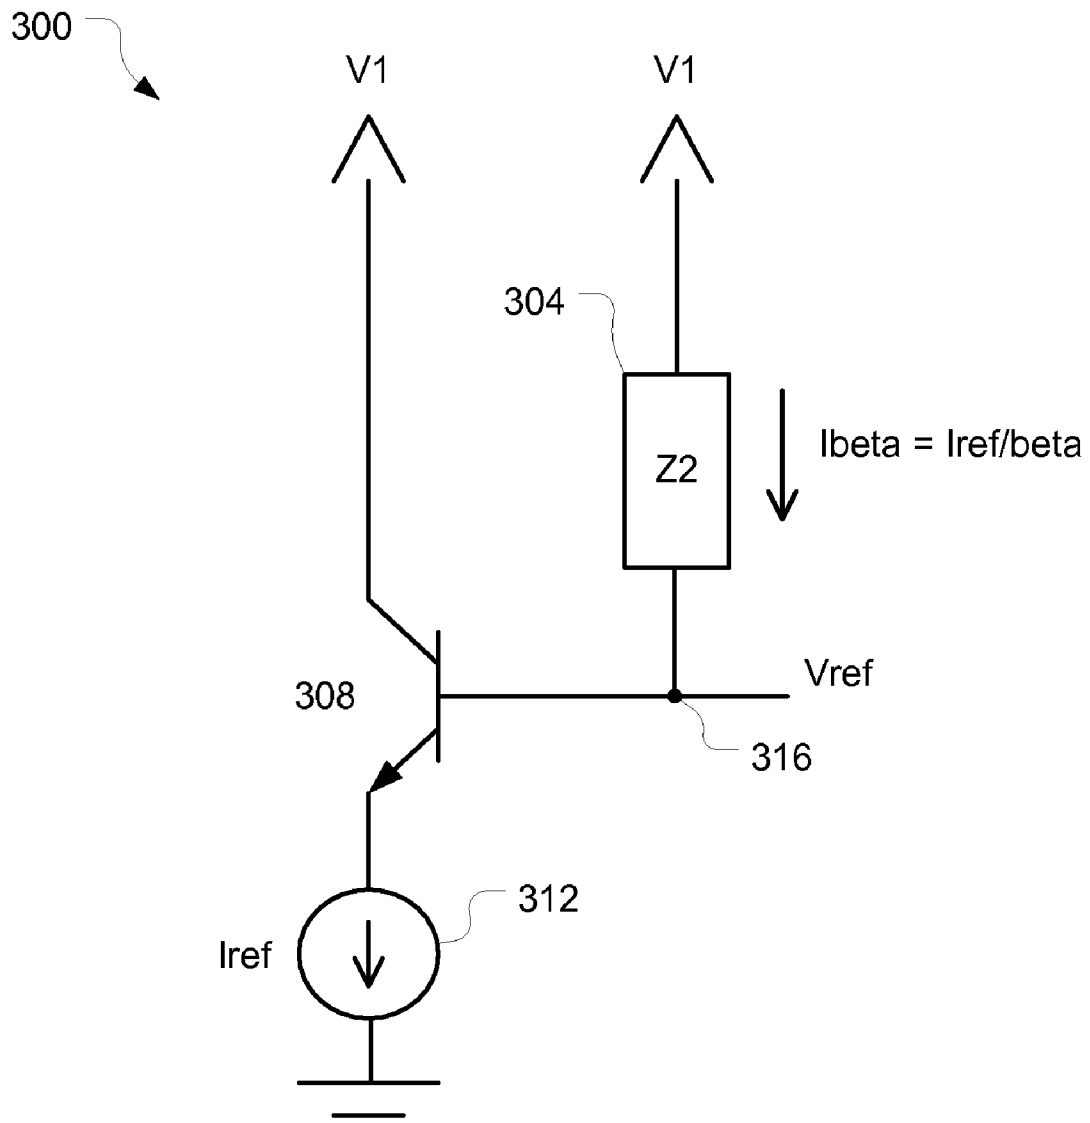 300
V1
V1
304
Z2
Ibeta = Iref/beta
308
Vref
316
312
Iref